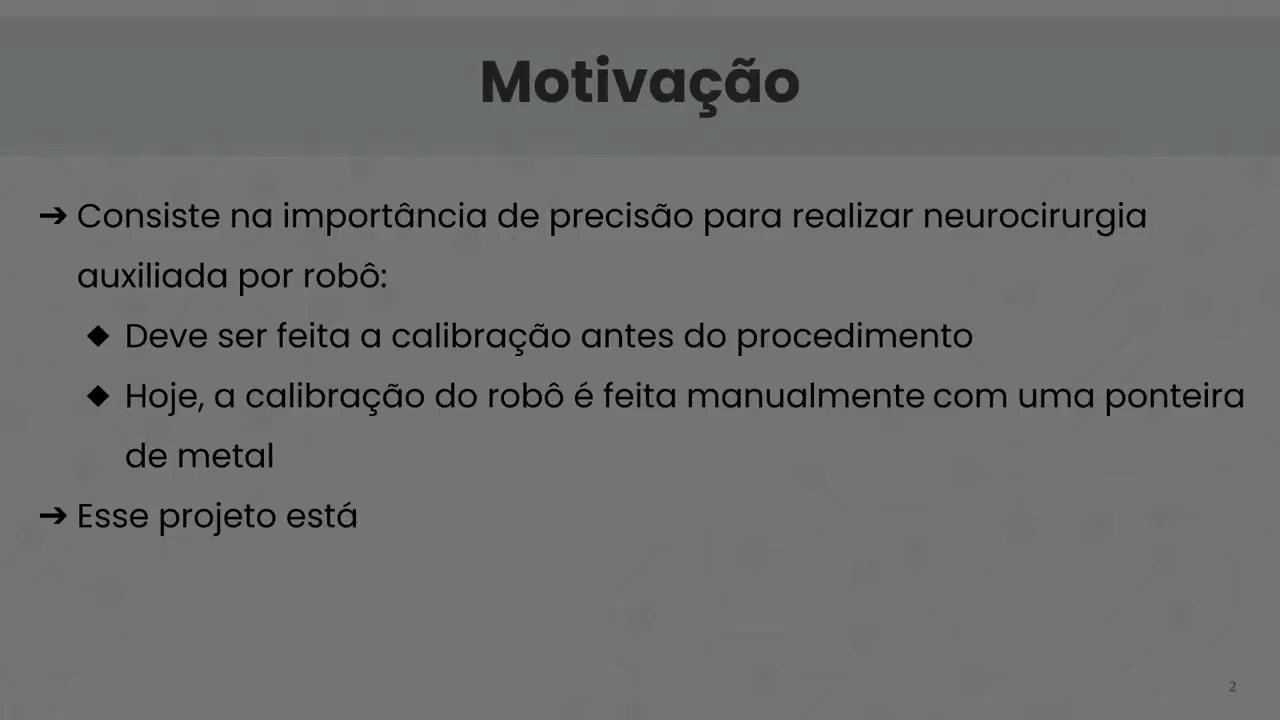 Motivação
➔ Consiste na importância de precisão para realizar neurocirurgia
auxiliada por robô:
◆ Deve ser feita a calibração antes do procedimento
◆ Hoje, a calibração do robô é feita manualmente com uma ponteira
de metal
➔ Esse projeto está
2